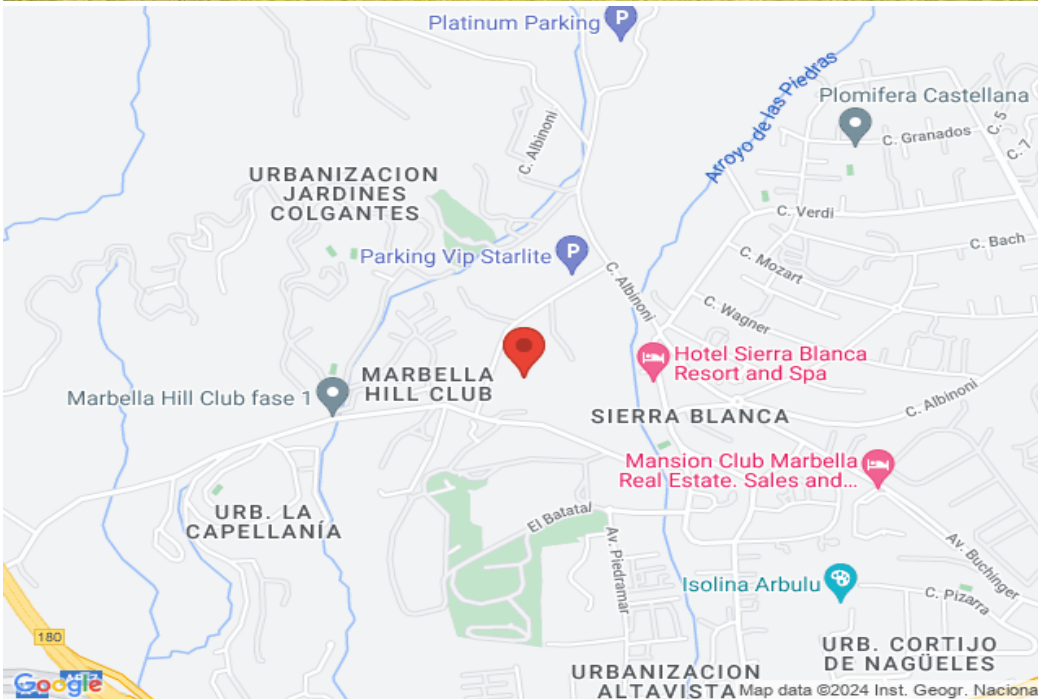 Platinum Parking
P
Arroyo de las Piedras
Plomifera Castellana
C. Granados
C. 5
C. 7
C. Albinoni
URBANIZACION
JARDINES
COLGANTES
C. Verdi
C. Bach
Parking Vip Starlite
P
C. Mozart
C. Albinoni
C. Wagner
Hotel Sierra Blanca
Resort and Spa
MARBELLA
HILL CLUB
Marbella Hill Club fase 1
C. Albinoni
SIERRA BLANCA
Mansion Club Marbella
Real Estate. Sales and...
URB. LA
CAPELLANÍA
El Batatal
Av. Piedramar
Av. Buchinger
Isolina Arbulu
C. Pizarra
180
URB. CORTIJO
DE NAGÜELES
URBANIZACION
ALTAVISTA
Google
Map data ©2024 Inst. Geogr. Naciona